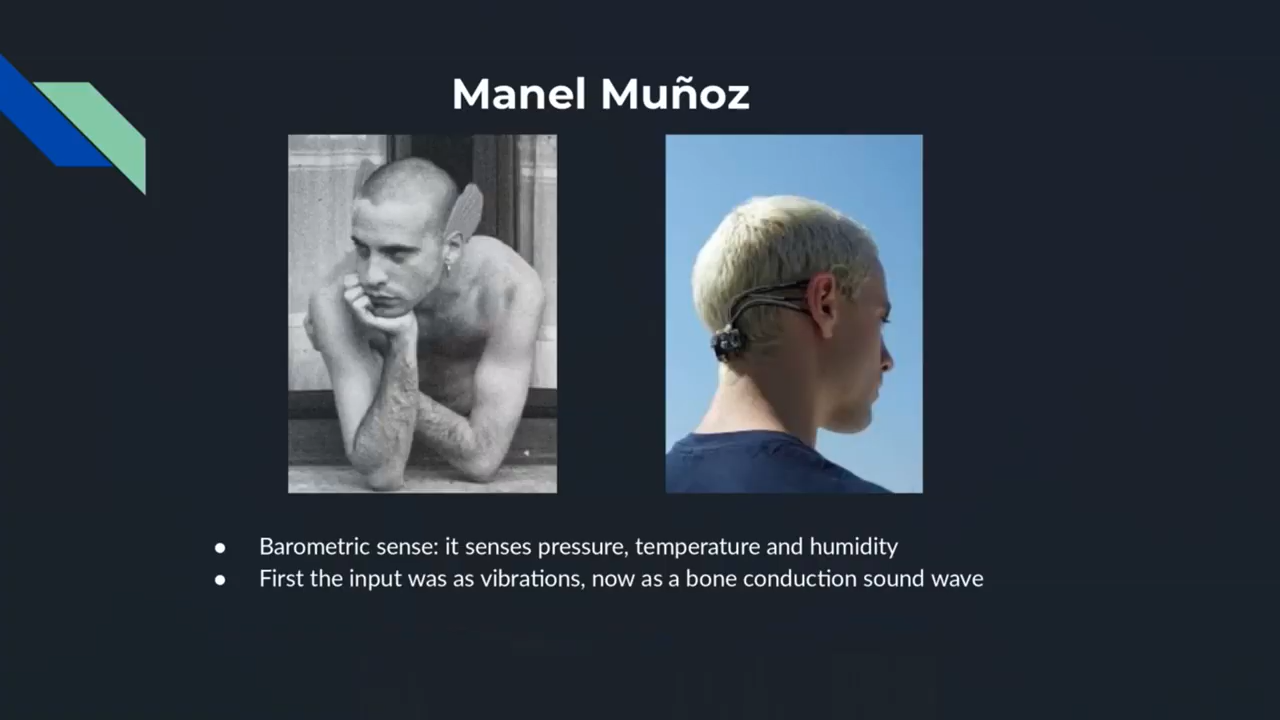 Manel Muñoz
● Barometric sense: it senses pressure, temperature and humidity
● First the input was as vibrations, now as a bone conduction sound wave